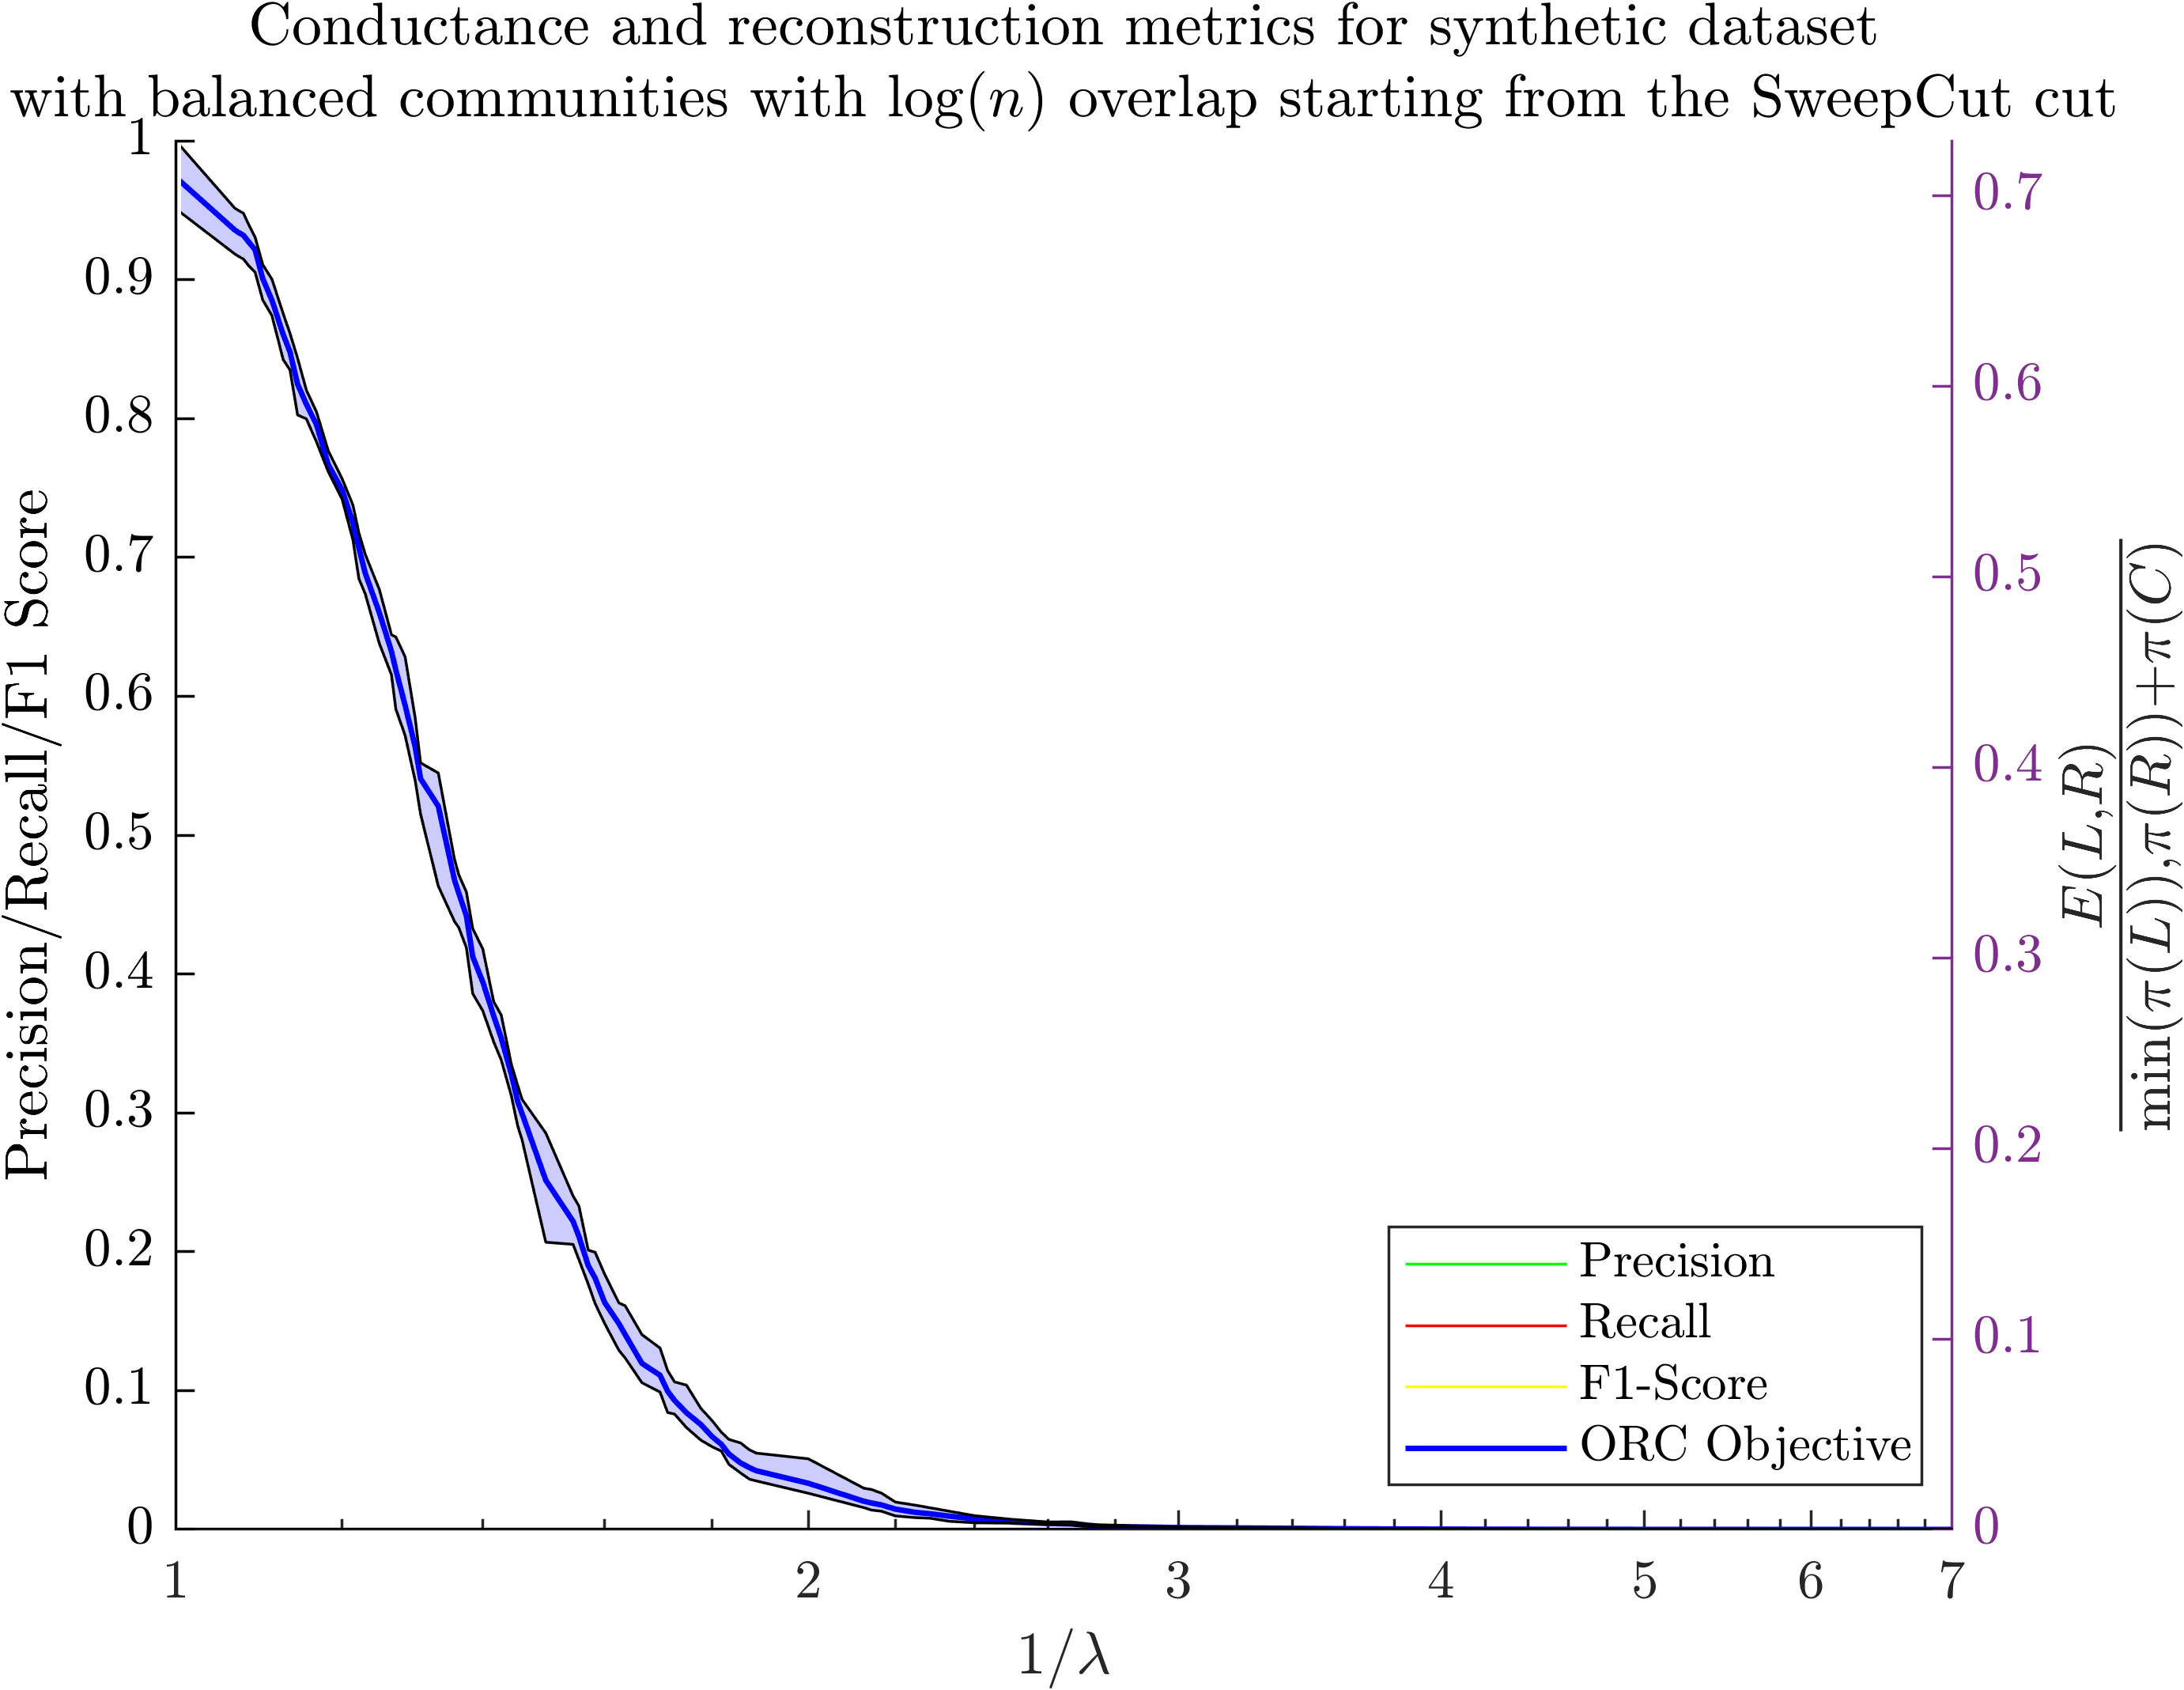 Conductance and reconstruction metrics for synthetic dataset
with balanced communities with log(n) overlap starting from the SweepCut cut
Precision/Recall/F1 Score
1
0.9
0.8
0.7
0.6
0.5
0.4
0.3
0.2
0.1
0
1
2
3
4
5
6
7
1/λ
0.7
0.6
0.5
0.4
0.3
0.2
0.1
0
E(L,R)
min(π(L)),π(R))+π(C)
Precision
Recall
F1-Score
ORC Objective